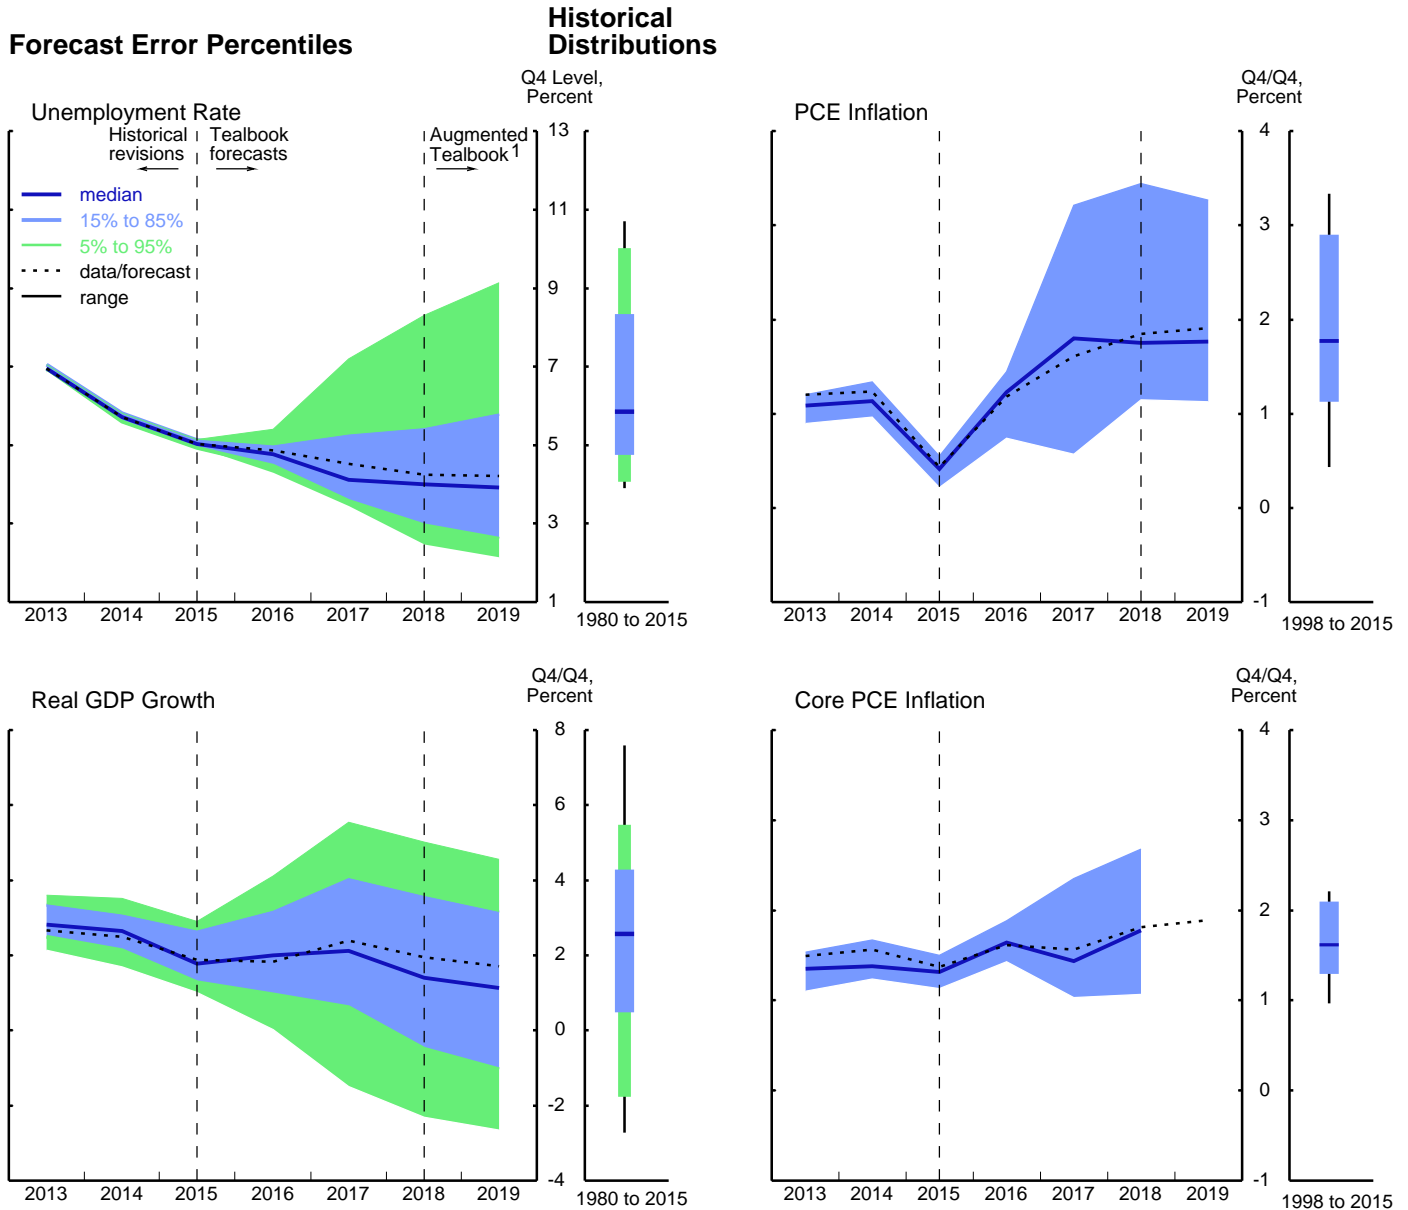 Forecast Error Percentiles
Historical
Distributions
Unemployment Rate
Q4 Level,
Percent
Historical
revisions
Tealbook
forecasts
Augmented
Tealbook1
median
15% to 85%
5% to 95%
data/forecast
range
13
11
9
7
5
3
1
2013 2014 2015 2016 2017 2018 2019
1980 to 2015
PCE Inflation
Q4/Q4,
Percent
4
3
2
1
0
-1
2013 2014 2015 2016 2017 2018 2019
1998 to 2015
Real GDP Growth
Q4/Q4,
Percent
8
6
4
2
0
-2
-4
2013 2014 2015 2016 2017 2018 2019
1980 to 2015
Core PCE Inflation
Q4/Q4,
Percent
4
3
2
1
0
-1
2013 2014 2015 2016 2017 2018 2019
1998 to 2015